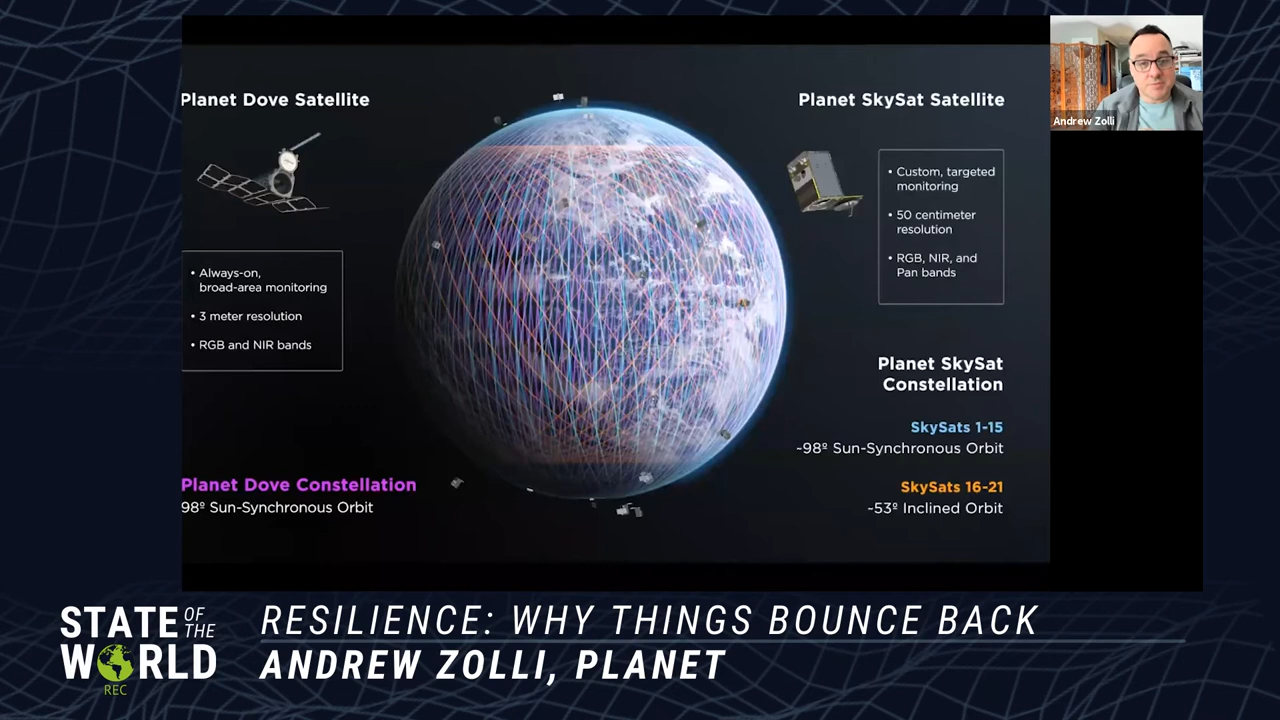 Planet Dove Satellite
• Always-on,
broad-area monitoring
• 3 meter resolution
• RGB and NIR bands
Planet Dove Constellation
98º Sun-Synchronous Orbit
Planet SkySat Satellite
• Custom, targeted
monitoring
• 50 centimeter
resolution
• RGB, NIR, and
Pan bands
Planet SkySat
Constellation
SkySats 1-15
~98º Sun-Synchronous Orbit
SkySats 16-21
~53º Inclined Orbit
Andrew Zolli
STATE OF THE
WORLD
REC
RESILIENCE: WHY THINGS BOUNCE BACK
ANDREW ZOLLI, PLANET